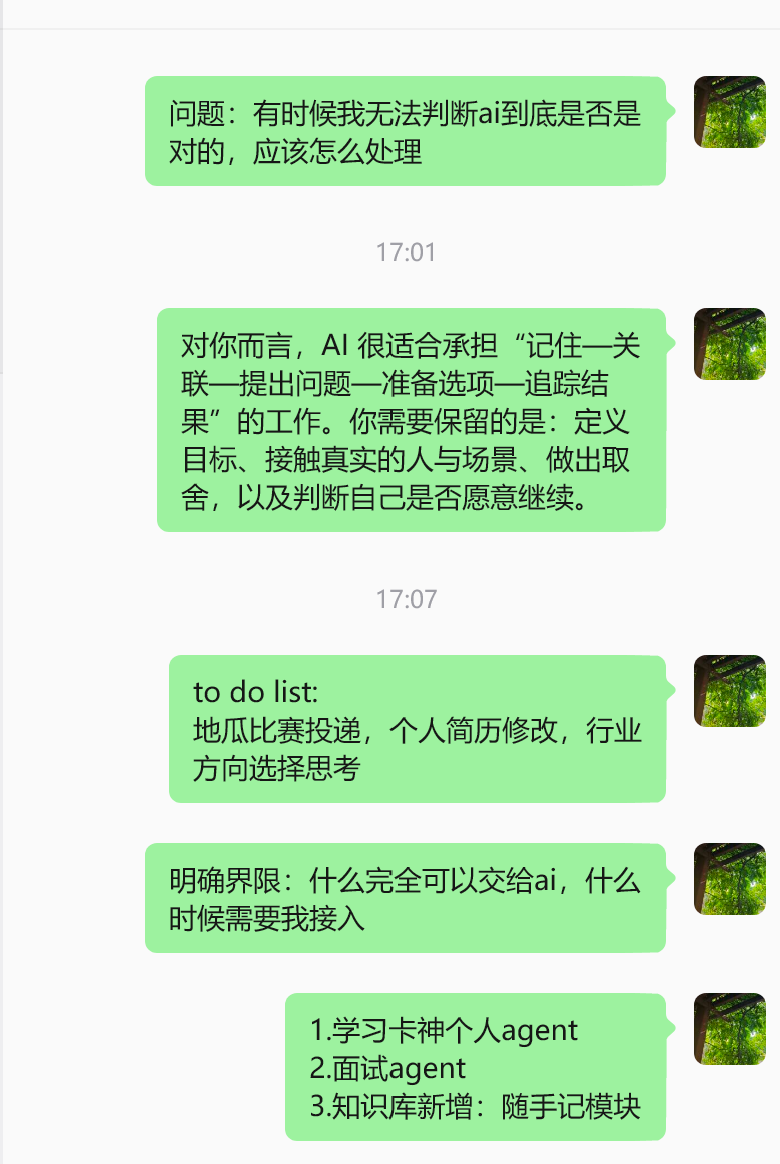 问题：有时候我无法判断ai到底是否是
对的，应该怎么处理
17:01
对你而言，AI 很适合承担“记住—关
联—提出问题—准备选项—追踪结
果”的工作。你需要保留的是：定义
目标、接触真实的人与场景、做出取
舍，以及判断自己是否愿意继续。
17:07
to do list:
地瓜比赛投递，个人简历修改，行业
方向选择思考
明确界限：什么完全可以交给ai，什么
时候需要我接入
1.学习卡神个人agent
2.面试agent
3.知识库新增：随手记模块